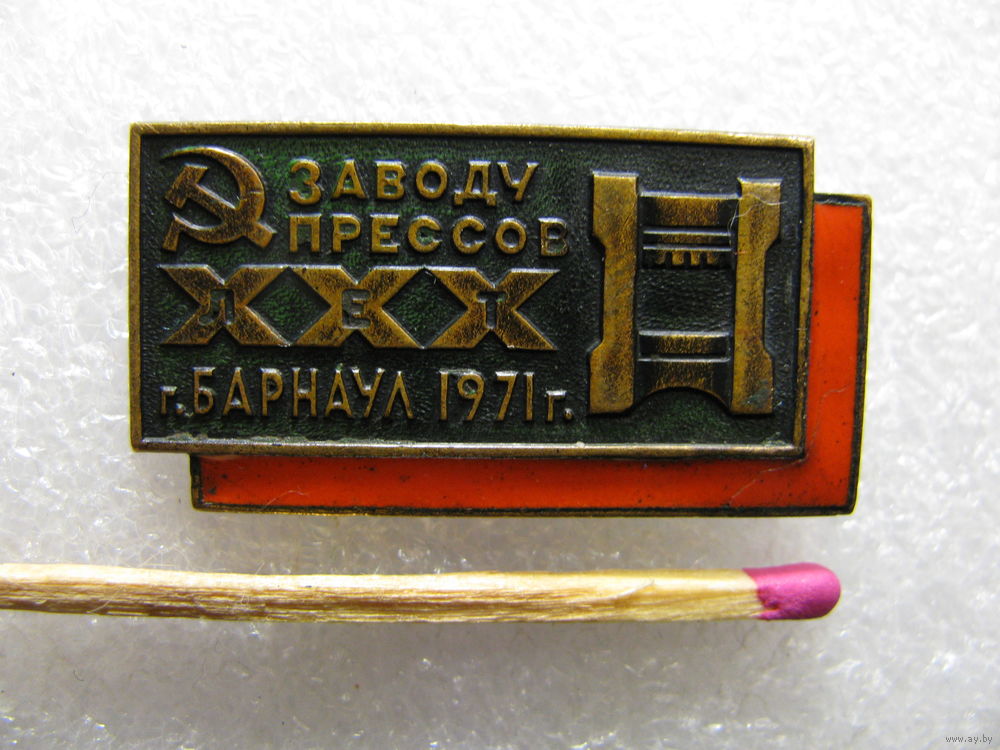 ЗАВОДУ
ПРЕССОВ
XXX
ЛЕТ
г. БАРНАУЛ 1971 г.
www.ay.by